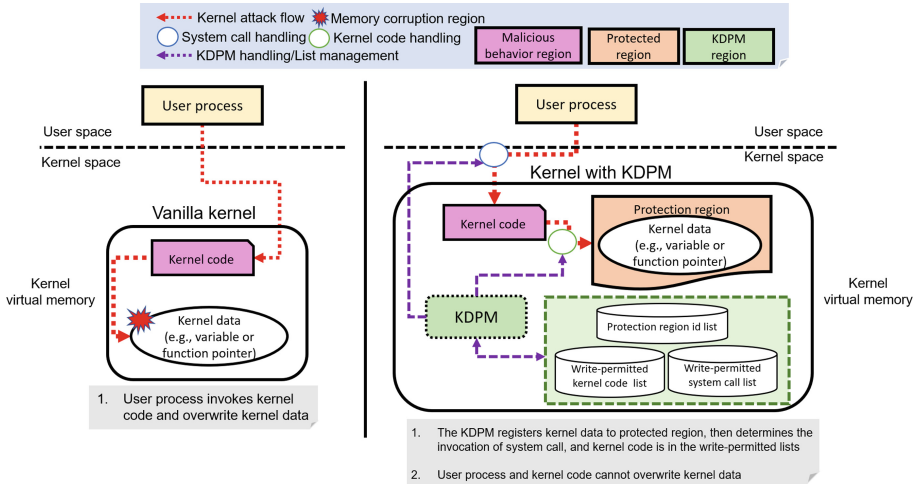 Kernel attack flow
Memory corruption region
System call handling
Kernel code handling
KDPM handling/List management
Malicious
behavior region
Protected
region
KDPM
region
User process
User space
Kernel space
Vanilla kernel
Kernel code
Kernel
virtual memory
Kernel data
(e.g., variable or
function pointer)
1. User process invokes kernel
code and overwrite kernel data
User process
User space
Kernel space
Kernel with KDPM
Kernel code
Protection region
Kernel data
(e.g., variable or
function pointer)
Kernel
virtual memory
KDPM
Protection region id list
Write-permitted
kernel code list
Write-permitted
system call list
1. The KDPM registers kernel data to protected region, then determines the
invocation of system call, and kernel code is in the write-permitted lists
2. User process and kernel code cannot overwrite kernel data